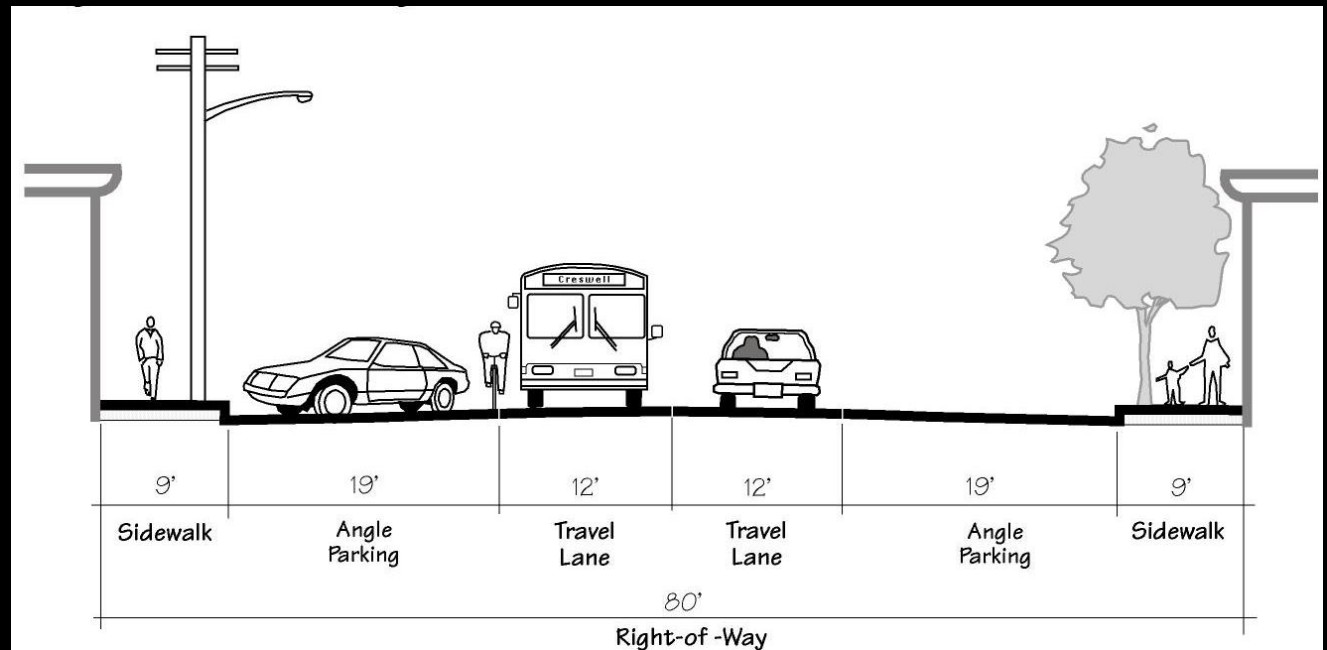 Creswell
9' 19' 12' 12' 19' 9'
Sidewalk Angle Parking Travel Lane Travel Lane Angle Parking Sidewalk
80'
Right-of -Way